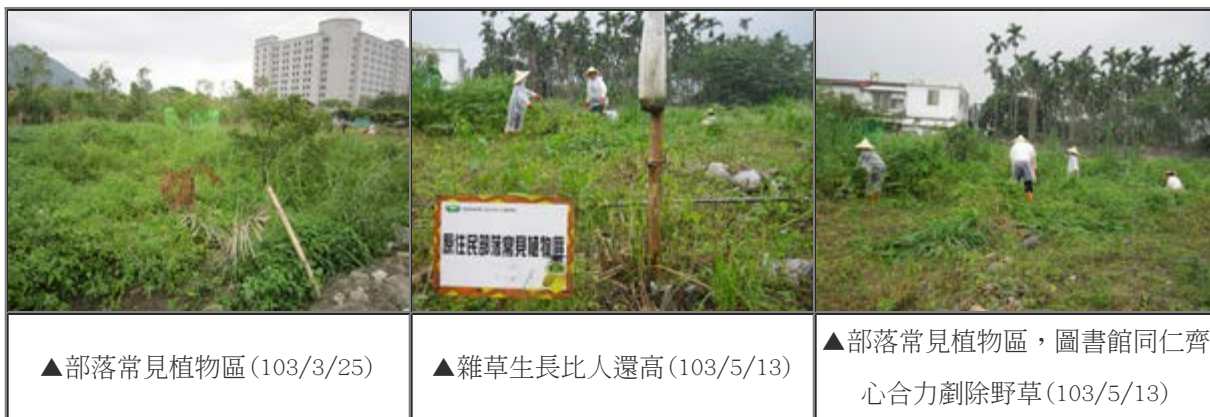 原住民部落常見植物區
▲部落常見植物區(103/3/25)
▲雜草生長比人還高(103/5/13)
▲部落常見植物區，圖書館同仁齊
心合力剷除野草(103/5/13)